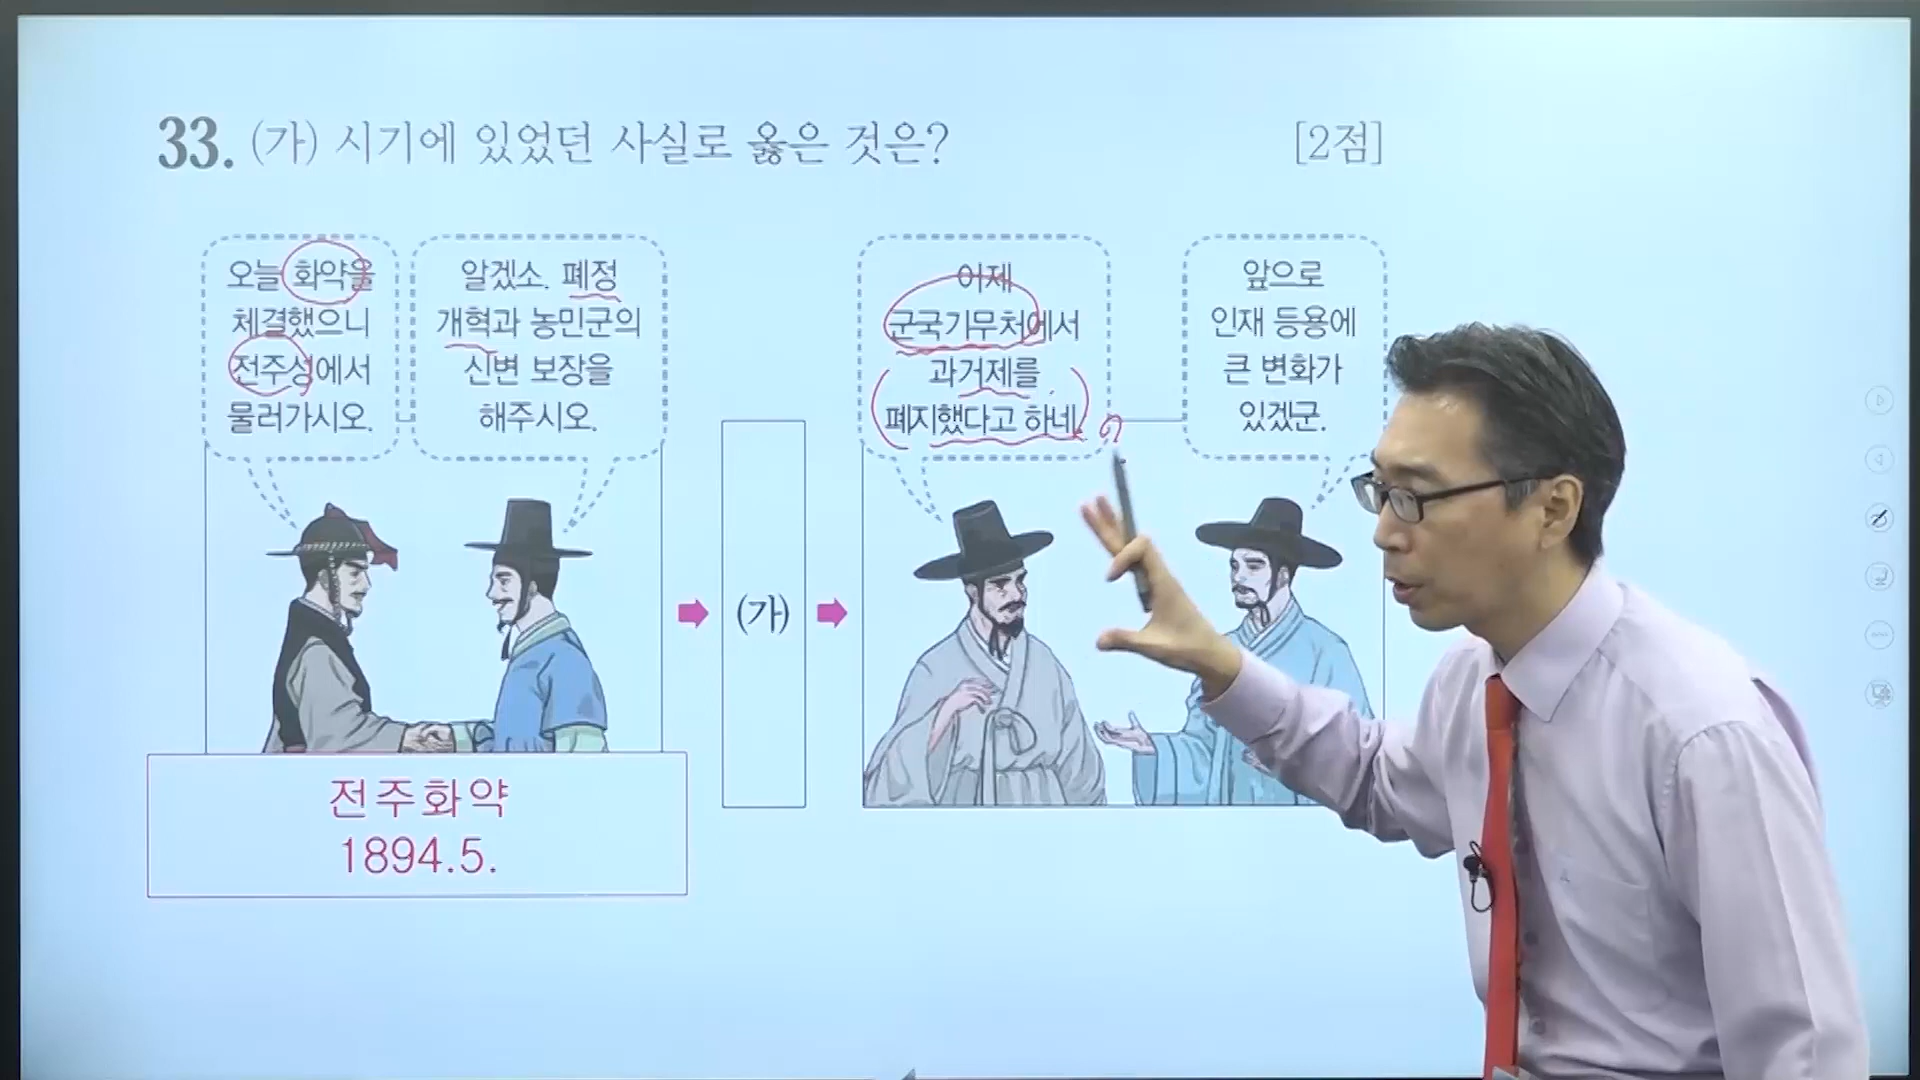 33. (가) 시기에 있었던 사실로 옳은 것은? [2점]
오늘 화약을
체결했으니
전주성에서
물러가시오.
알겠소. 폐정
개혁과 농민군의
신변 보장을
해주시오.
(가)
어제
군국기무처에서
과거제를
폐지했다고 하네.
앞으로
인재 등용에
큰 변화가
있겠군.
전주화약
1894.5.